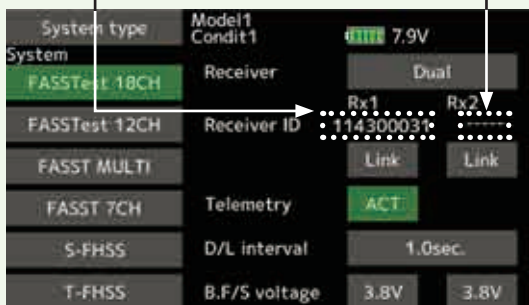 System type
Model1
Condit1
7.9V
System
FASSTest 18CH
Receiver
Dual
Rx1
Rx2
FASSTest 12CH
Receiver ID
114300031
--------
FASST MULTI
Link
Link
FASST 7CH
Telemetry
ACT
S-FHSS
D/L interval
1.0sec.
T-FHSS
B.F/S voltage
3.8V
3.8V